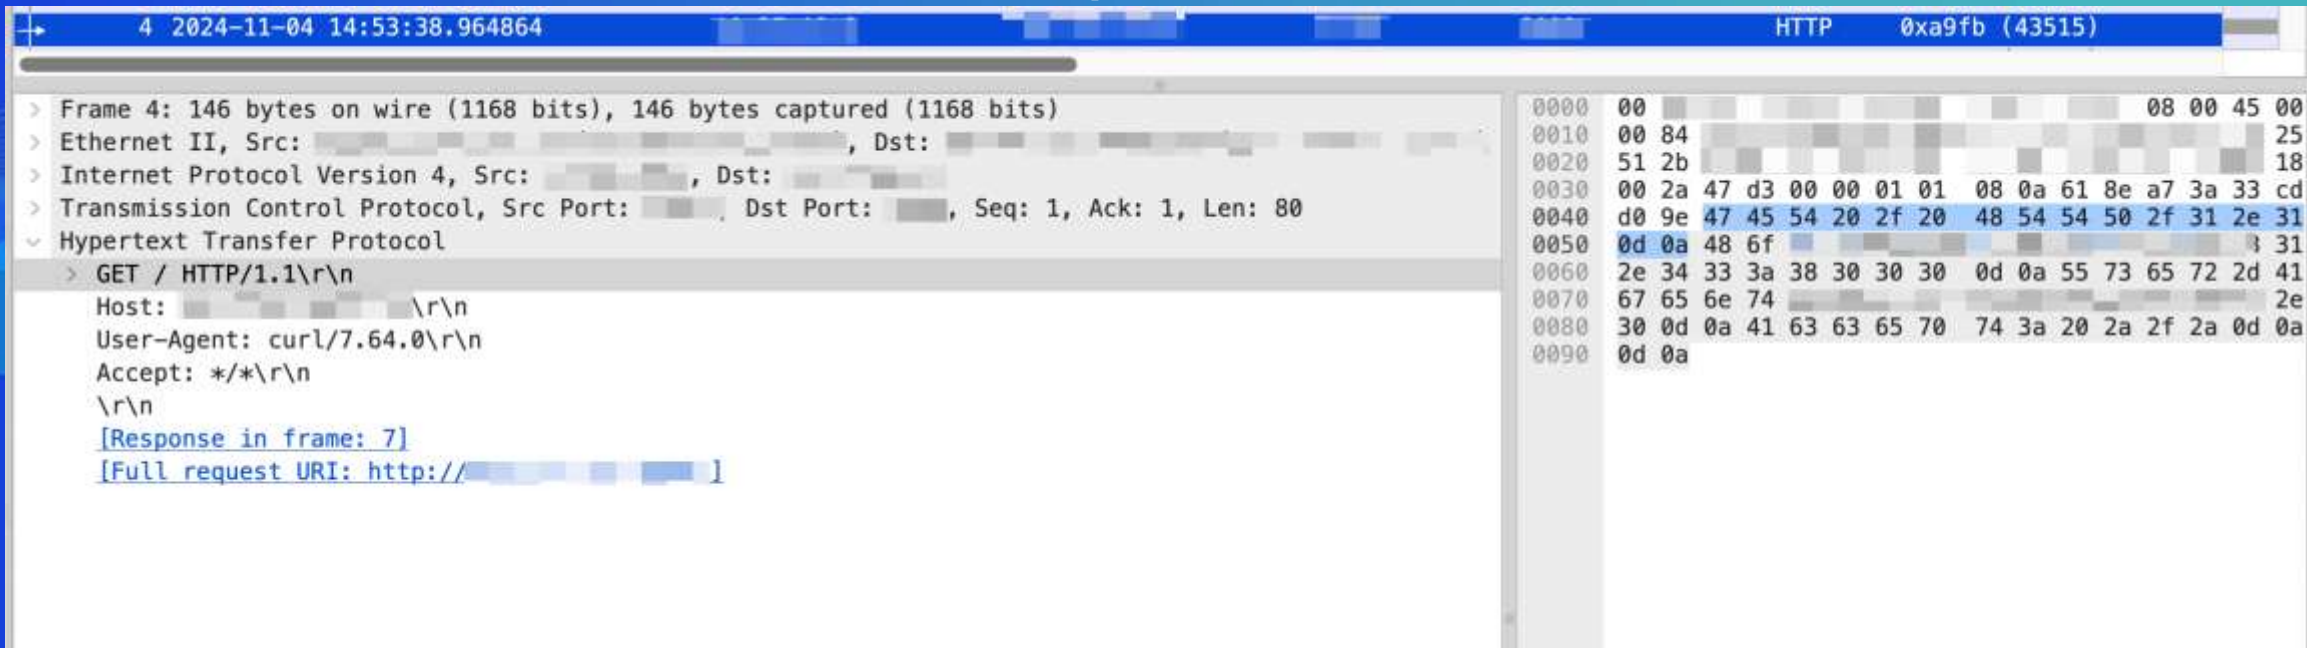 4 2024-11-04 14:53:38.964864 HTTP 0xa9fb (43515)
Frame 4: 146 bytes on wire (1168 bits), 146 bytes captured (1168 bits)
Ethernet II, Src: , Dst:
Internet Protocol Version 4, Src: , Dst:
Transmission Control Protocol, Src Port: , Dst Port: , Seq: 1, Ack: 1, Len: 80
Hypertext Transfer Protocol
GET / HTTP/1.1\r\n
Host: \r\n
User-Agent: curl/7.64.0\r\n
Accept: */*\r\n
\r\n
[Response in frame: 7]
[Full request URI: http:// ]
0000 00 08 00 45 00
0010 00 84 25
0020 51 2b 18
0030 00 2a 47 d3 00 00 01 01 08 0a 61 8e a7 3a 33 cd
0040 d0 9e 47 45 54 20 2f 20 48 54 54 50 2f 31 2e 31
0050 0d 0a 48 6f 31
0060 2e 34 33 3a 38 30 30 30 0d 0a 55 73 65 72 2d 41
0070 67 65 6e 74 2e
0080 30 0d 0a 41 63 63 65 70 74 3a 20 2a 2f 2a 0d 0a
0090 0d 0a